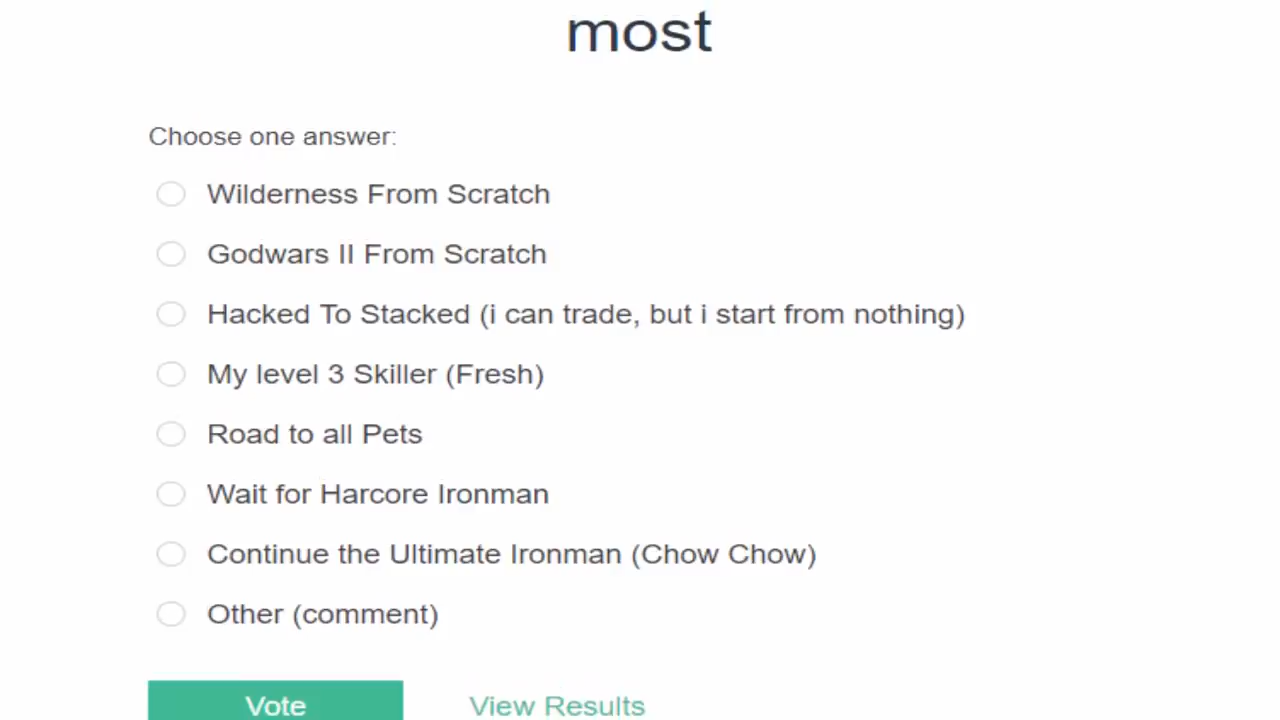 most
Choose one answer:
Wilderness From Scratch
Godwars II From Scratch
Hacked To Stacked (i can trade, but i start from nothing)
My level 3 Skiller (Fresh)
Road to all Pets
Wait for Harcore Ironman
Continue the Ultimate Ironman (Chow Chow)
Other (comment)
Vote View Results